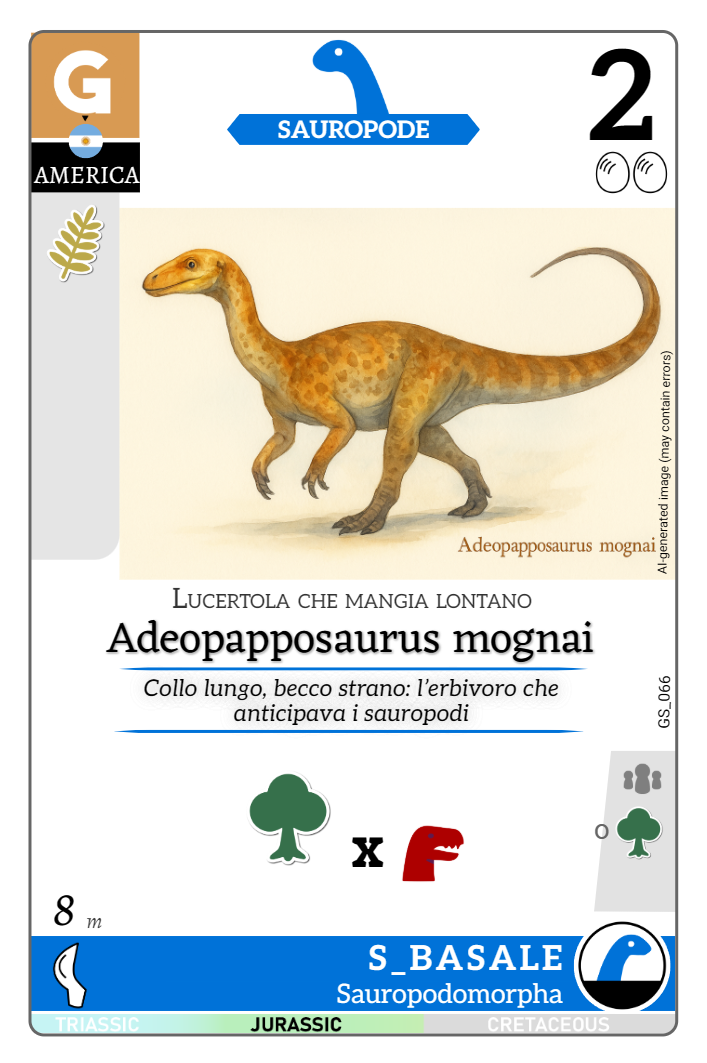 G
AMERICA
SAUROPODE
2
Adeopapposaurus mognai
AI-generated image (may contain errors)
Lucertola che mangia lontano
Adeopapposaurus mognai
Collo lungo, becco strano: l'erbivoro che
anticipava i sauropodi
GS_066
x
o
8 m
S_BASALE
Sauropodomorpha
TRIASSIC JURASSIC CRETACEOUS